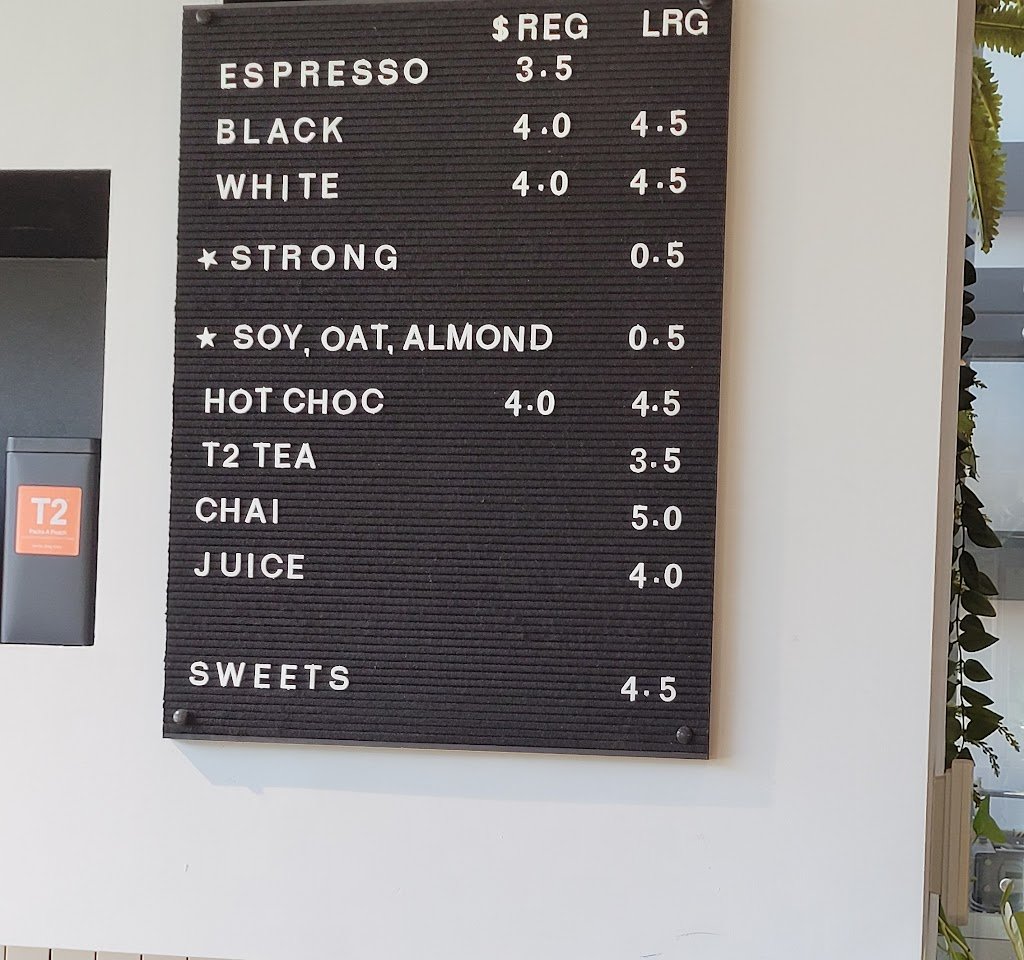 $REG LRG
ESPRESSO 3.5
BLACK 4.0 4.5
WHITE 4.0 4.5
★ STRONG 0.5
★ SOY, OAT, ALMOND 0.5
HOT CHOC 4.0 4.5
T2 TEA 3.5
CHAI 5.0
JUICE 4.0
SWEETS 4.5
T2